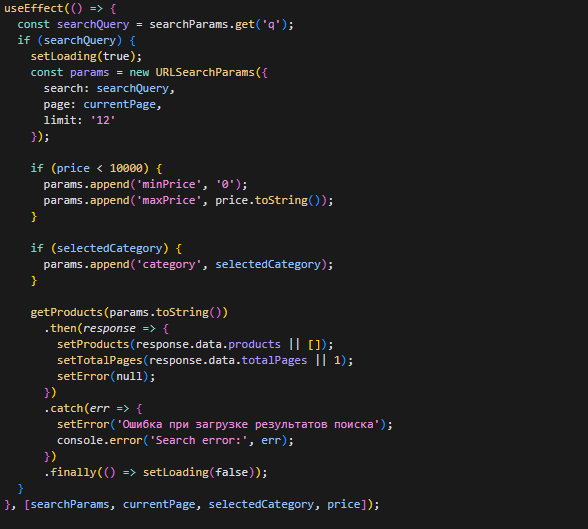 useEffect(() => {
  const searchQuery = searchParams.get('q');
  if (searchQuery) {
    setLoading(true);
    const params = new URLSearchParams({
      search: searchQuery,
      page: currentPage,
      limit: '12'
    });

    if (price < 10000) {
      params.append('minPrice', '0');
      params.append('maxPrice', price.toString());
    }

    if (selectedCategory) {
      params.append('category', selectedCategory);
    }

    getProducts(params.toString())
      .then(response => {
        setProducts(response.data.products || []);
        setTotalPages(response.data.totalPages || 1);
        setError(null);
      })
      .catch(err => {
        setError('Ошибка при загрузке результатов поиска');
        console.error('Search error:', err);
      })
      .finally(() => setLoading(false));
  }
}, [searchParams, currentPage, selectedCategory, price]);